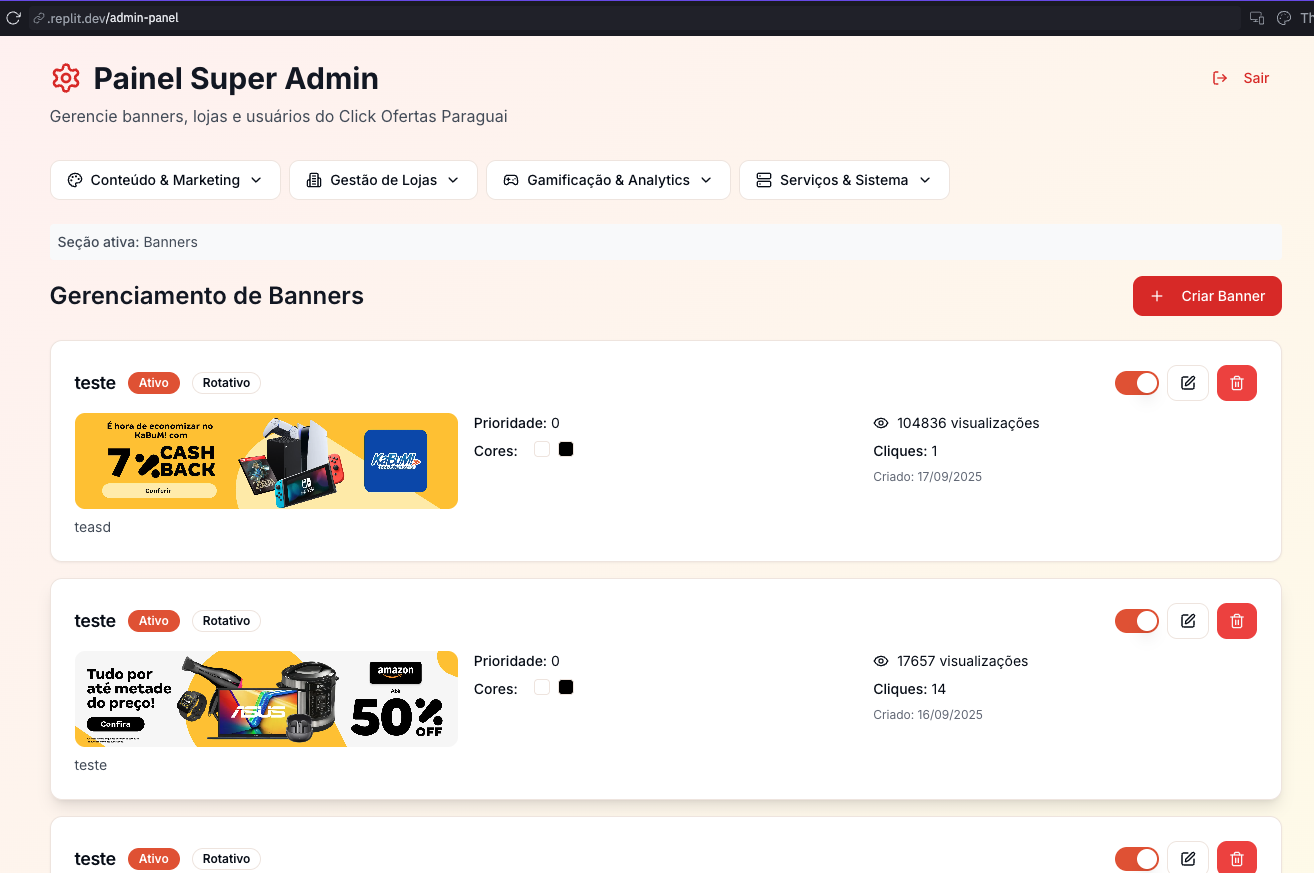 .replit.dev/admin-panel
Th
Painel Super Admin
Sair
Gerencie banners, lojas e usuários do Click Ofertas Paraguai
Conteúdo & Marketing
Gestão de Lojas
Gamificação & Analytics
Serviços & Sistema
Seção ativa: Banners
Gerenciamento de Banners
Criar Banner
teste
Ativo
Rotativo
É hora de economizar no
KaBuM! com
7% CASH
BACK
Conferir
KaBuM!
Prioridade: 0
Cores:
104836 visualizações
Cliques: 1
Criado: 17/09/2025
teasd
teste
Ativo
Rotativo
Tudo por
até metade
do preço!
Confira
ASUS
amazon
Até
50%
OFF
Prioridade: 0
Cores:
17657 visualizações
Cliques: 14
Criado: 16/09/2025
teste
teste
Ativo
Rotativo